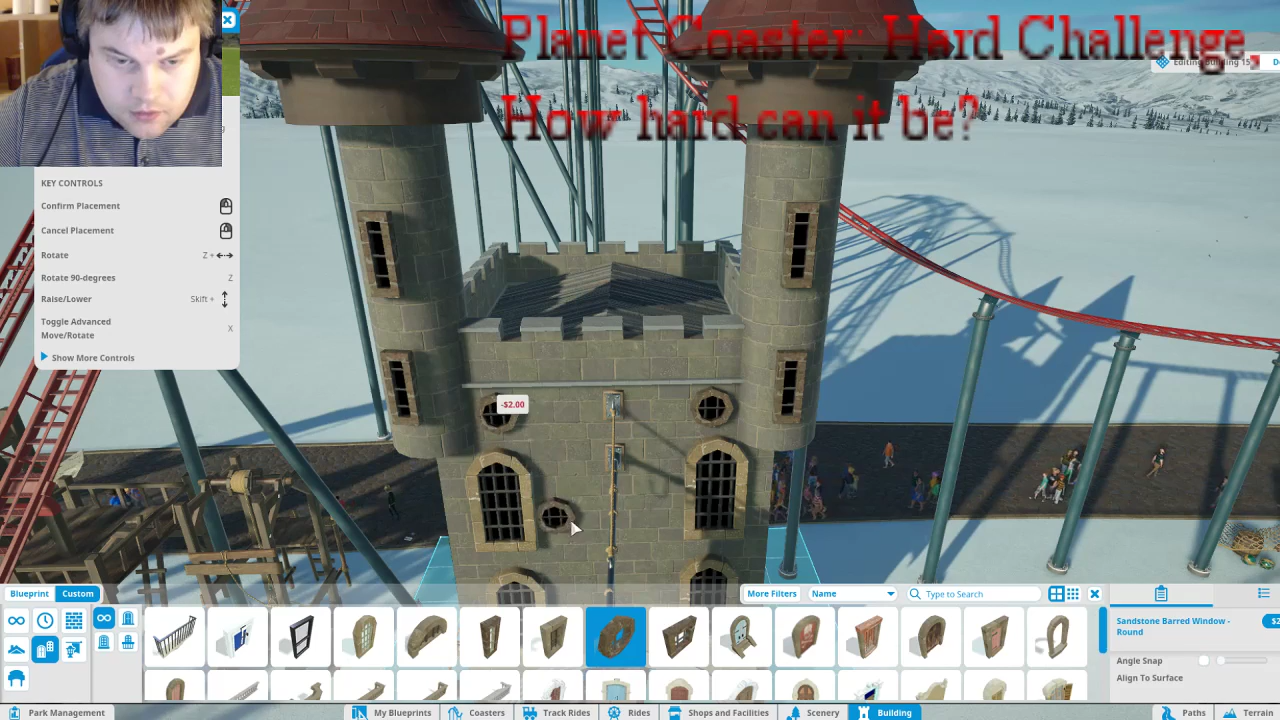 Planet Coaster: Hard Challenge,
How hard can it be?
Editing Building 15
KEY CONTROLS
Confirm Placement
Cancel Placement
Rotate Z +
Rotate 90-degrees Z
Raise/Lower Skift +
Toggle Advanced
Move/Rotate X
Show More Controls
-$2.00
Blueprint Custom More Filters Name Type to Search
Sandstone Barred Window -
Round
Angle Snap
Align To Surface
Park Management My Blueprints Coasters Track Rides Rides Shops and Facilities Scenery Building Paths Terrain